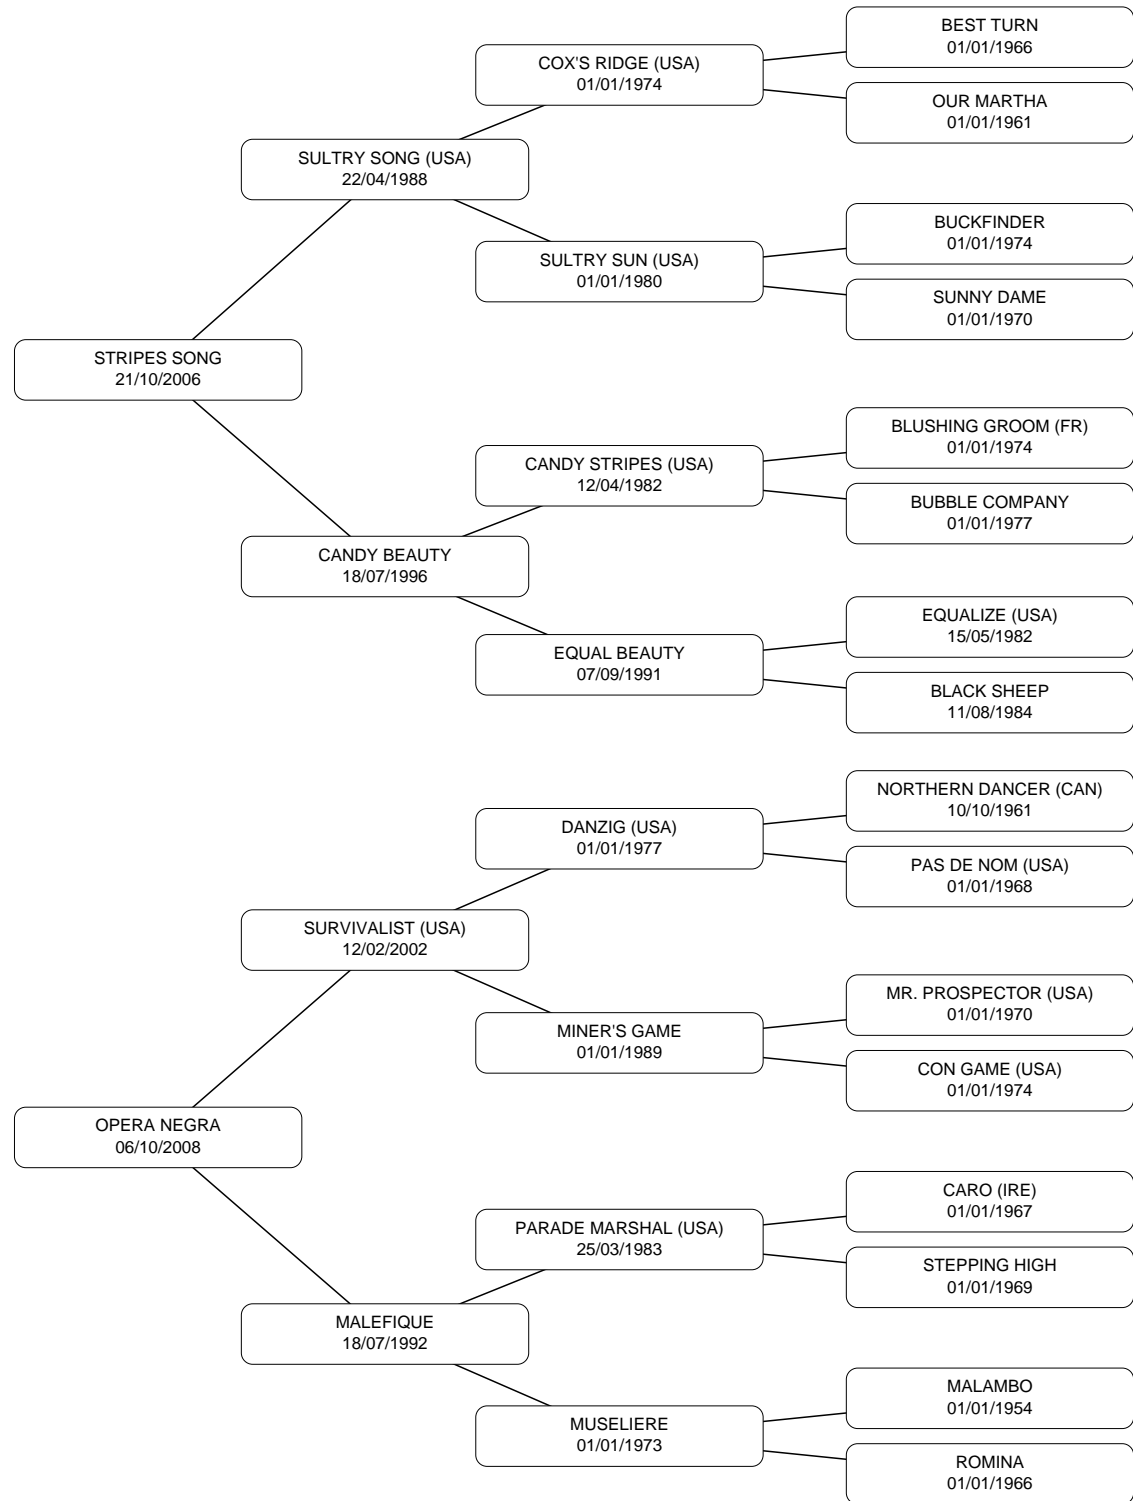 BEST TURN
01/01/1966
COX'S RIDGE (USA)
01/01/1974
OUR MARTHA
01/01/1961
SULTRY SONG (USA)
22/04/1988
BUCKFINDER
01/01/1974
SULTRY SUN (USA)
01/01/1980
SUNNY DAME
01/01/1970
STRIPES SONG
21/10/2006
BLUSHING GROOM (FR)
01/01/1974
CANDY STRIPES (USA)
12/04/1982
BUBBLE COMPANY
01/01/1977
CANDY BEAUTY
18/07/1996
EQUALIZE (USA)
15/05/1982
EQUAL BEAUTY
07/09/1991
BLACK SHEEP
11/08/1984
NORTHERN DANCER (CAN)
10/10/1961
DANZIG (USA)
01/01/1977
PAS DE NOM (USA)
01/01/1968
SURVIVALIST (USA)
12/02/2002
MR. PROSPECTOR (USA)
01/01/1970
MINER'S GAME
01/01/1989
CON GAME (USA)
01/01/1974
OPERA NEGRA
06/10/2008
CARO (IRE)
01/01/1967
PARADE MARSHAL (USA)
25/03/1983
STEPPING HIGH
01/01/1969
MALEFIQUE
18/07/1992
MALAMBO
01/01/1954
MUSELIERE
01/01/1973
ROMINA
01/01/1966